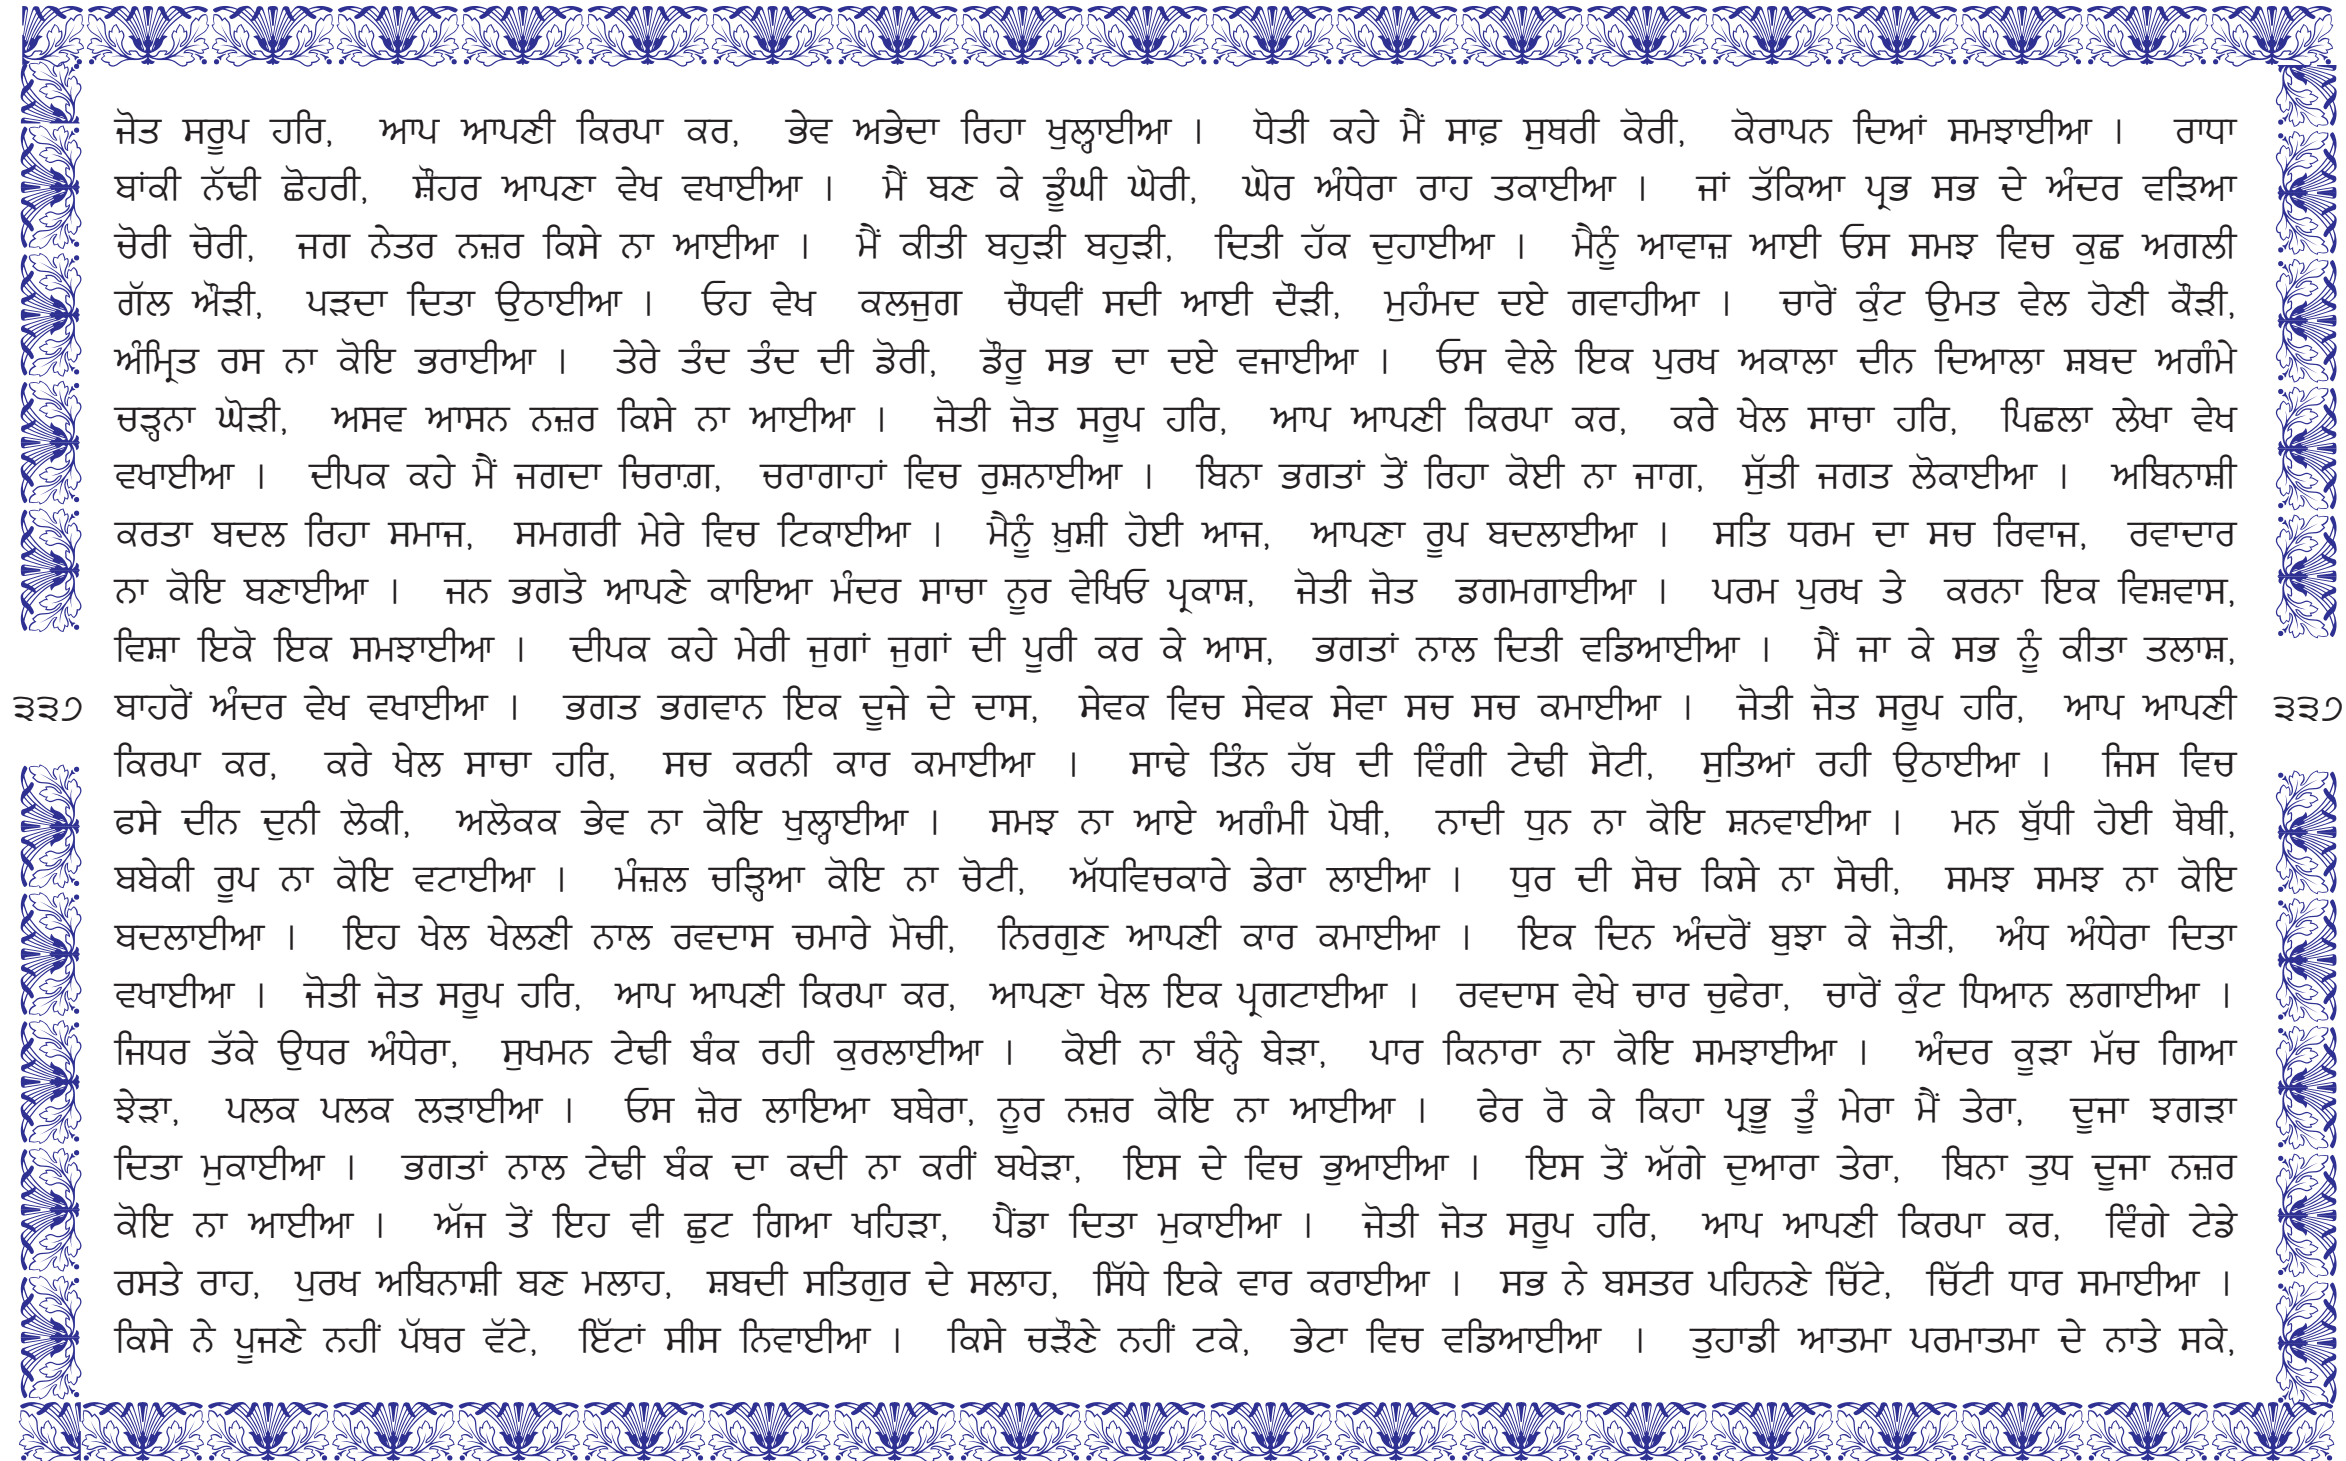 ਜੋਤ ਸਰੂਪ ਹਰਿ, ਆਪ ਆਪਣੀ ਕਿਰਪਾ ਕਰ, ਭੇਵ ਅਭੇਦਾ ਰਿਹਾ ਖੁਲ੍ਹਾਈਆ । ਧੋਤੀ ਕਹੇ ਮੈਂ ਸਾਫ਼ ਸੁਥਰੀ ਕੋਰੀ, ਕੋਰਾਪਨ ਦਿਆਂ ਸਮਝਾਈਆ । ਰਾਧਾ
ਬਾਂਕੀ ਨੱਢੀ ਛੋਹਰੀ, ਸ਼ੌਹਰ ਆਪਣਾ ਵੇਖ ਵਖਾਈਆ । ਮੈਂ ਬਣ ਕੇ ਡੂੰਘੀ ਘੋਰੀ, ਘੋਰ ਅੰਧੇਰਾ ਰਾਹ ਤਕਾਈਆ । ਜਾਂ ਤੱਕਿਆ ਪ੍ਰਭ ਸਭ ਦੇ ਅੰਦਰ ਵੜਿਆ
ਚੋਰੀ ਚੋਰੀ, ਜਗ ਨੇਤਰ ਨਜ਼ਰ ਕਿਸੇ ਨਾ ਆਈਆ । ਮੈਂ ਕੀਤੀ ਬਹੁੜੀ ਬਹੁੜੀ, ਦਿਤੀ ਹੱਕ ਦੁਹਾਈਆ । ਮੈਨੂੰ ਆਵਾਜ਼ ਆਈ ਓਸ ਸਮਝ ਵਿਚ ਕੁਛ ਅਗਲੀ
ਗੱਲ ਔੜੀ, ਪੜਦਾ ਦਿਤਾ ਉਠਾਈਆ । ਓਹ ਵੇਖ ਕਲਜੁਗ ਚੌਧਵੀਂ ਸਦੀ ਆਈ ਦੌੜੀ, ਮੁਹੰਮਦ ਦਏ ਗਵਾਹੀਆ । ਚਾਰੋਂ ਕੁੰਟ ਉਮਤ ਵੇਲ ਹੋਣੀ ਕੌੜੀ,
ਅੰਮ੍ਰਿਤ ਰਸ ਨਾ ਕੋਇ ਭਰਾਈਆ । ਤੇਰੇ ਤੰਦ ਤੰਦ ਦੀ ਡੋਰੀ, ਡੌਰੂ ਸਭ ਦਾ ਦਏ ਵਜਾਈਆ । ਓਸ ਵੇਲੇ ਇਕ ਪੁਰਖ ਅਕਾਲਾ ਦੀਨ ਦਿਆਲਾ ਸ਼ਬਦ ਅਗੰਮੇ
ਚੜ੍ਹਨਾ ਘੋੜੀ, ਅਸਵ ਆਸਨ ਨਜ਼ਰ ਕਿਸੇ ਨਾ ਆਈਆ । ਜੋਤੀ ਜੋਤ ਸਰੂਪ ਹਰਿ, ਆਪ ਆਪਣੀ ਕਿਰਪਾ ਕਰ, ਕਰੇ ਖੇਲ ਸਾਚਾ ਹਰਿ, ਪਿਛਲਾ ਲੇਖਾ ਵੇਖ
ਵਖਾਈਆ । ਦੀਪਕ ਕਹੇ ਮੈਂ ਜਗਦਾ ਚਿਰਾਗ਼, ਚਰਾਗਾਹਾਂ ਵਿਚ ਰੁਸ਼ਨਾਈਆ । ਬਿਨਾ ਭਗਤਾਂ ਤੋਂ ਰਿਹਾ ਕੋਈ ਨਾ ਜਾਗ, ਸੁੱਤੀ ਜਗਤ ਲੋਕਾਈਆ । ਅਬਿਨਾਸ਼ੀ
ਕਰਤਾ ਬਦਲ ਰਿਹਾ ਸਮਾਜ, ਸਮਗਰੀ ਮੇਰੇ ਵਿਚ ਟਿਕਾਈਆ । ਮੈਨੂੰ ਖ਼ੁਸ਼ੀ ਹੋਈ ਆਜ, ਆਪਣਾ ਰੂਪ ਬਦਲਾਈਆ । ਸਤਿ ਧਰਮ ਦਾ ਸਚ ਰਿਵਾਜ, ਰਵਾਦਾਰ
ਨਾ ਕੋਇ ਬਣਾਈਆ । ਜਨ ਭਗਤੋ ਆਪਣੇ ਕਾਇਆ ਮੰਦਰ ਸਾਚਾ ਨੂਰ ਵੇਖਿਓ ਪ੍ਰਕਾਸ਼, ਜੋਤੀ ਜੋਤ ਡਗਮਗਾਈਆ । ਪਰਮ ਪੁਰਖ ਤੇ ਕਰਨਾ ਇਕ ਵਿਸ਼ਵਾਸ,
ਵਿਸ਼ਾ ਇਕੋ ਇਕ ਸਮਝਾਈਆ । ਦੀਪਕ ਕਹੇ ਮੇਰੀ ਜੁਗਾਂ ਜੁਗਾਂ ਦੀ ਪੂਰੀ ਕਰ ਕੇ ਆਸ, ਭਗਤਾਂ ਨਾਲ ਦਿਤੀ ਵਡਿਆਈਆ । ਮੈਂ ਜਾ ਕੇ ਸਭ ਨੂੰ ਕੀਤਾ ਤਲਾਸ਼,
੩੩੭ ਬਾਹਰੋਂ ਅੰਦਰ ਵੇਖ ਵਖਾਈਆ । ਭਗਤ ਭਗਵਾਨ ਇਕ ਦੂਜੇ ਦੇ ਦਾਸ, ਸੇਵਕ ਵਿਚ ਸੇਵਕ ਸੇਵਾ ਸਚ ਸਚ ਕਮਾਈਆ । ਜੋਤੀ ਜੋਤ ਸਰੂਪ ਹਰਿ, ਆਪ ਆਪਣੀ ੩੩੭
ਕਿਰਪਾ ਕਰ, ਕਰੇ ਖੇਲ ਸਾਚਾ ਹਰਿ, ਸਚ ਕਰਨੀ ਕਾਰ ਕਮਾਈਆ । ਸਾਢੇ ਤਿੰਨ ਹੱਥ ਦੀ ਵਿੰਗੀ ਟੇਢੀ ਸੋਟੀ, ਸੁਤਿਆਂ ਰਹੀ ਉਠਾਈਆ । ਜਿਸ ਵਿਚ
ਫਸੇ ਦੀਨ ਦੁਨੀ ਲੋਕੀ, ਅਲੋਕਕ ਭੇਵ ਨਾ ਕੋਇ ਖੁਲ੍ਹਾਈਆ । ਸਮਝ ਨਾ ਆਏ ਅਗੰਮੀ ਪੋਥੀ, ਨਾਦੀ ਧੁਨ ਨਾ ਕੋਇ ਸ਼ਨਵਾਈਆ । ਮਨ ਬੁੱਧੀ ਹੋਈ ਥੋਥੀ,
ਬਬੇਕੀ ਰੂਪ ਨਾ ਕੋਇ ਵਟਾਈਆ । ਮੰਜ਼ਲ ਚੜ੍ਹਿਆ ਕੋਇ ਨਾ ਚੋਟੀ, ਅੱਧਵਿਚਕਾਰੇ ਡੇਰਾ ਲਾਈਆ । ਧੁਰ ਦੀ ਸੋਚ ਕਿਸੇ ਨਾ ਸੋਚੀ, ਸਮਝ ਸਮਝ ਨਾ ਕੋਇ
ਬਦਲਾਈਆ । ਇਹ ਖੇਲ ਖੇਲਣੀ ਨਾਲ ਰਵਦਾਸ ਚਮਾਰੇ ਮੋਚੀ, ਨਿਰਗੁਣ ਆਪਣੀ ਕਾਰ ਕਮਾਈਆ । ਇਕ ਦਿਨ ਅੰਦਰੋਂ ਬੁਝਾ ਕੇ ਜੋਤੀ, ਅੰਧ ਅੰਧੇਰਾ ਦਿਤਾ
ਵਖਾਈਆ । ਜੋਤੀ ਜੋਤ ਸਰੂਪ ਹਰਿ, ਆਪ ਆਪਣੀ ਕਿਰਪਾ ਕਰ, ਆਪਣਾ ਖੇਲ ਇਕ ਪ੍ਰਗਟਾਈਆ । ਰਵਦਾਸ ਵੇਖੇ ਚਾਰ ਚੁਫੇਰਾ, ਚਾਰੋਂ ਕੁੰਟ ਧਿਆਨ ਲਗਾਈਆ ।
ਜਿਧਰ ਤੱਕੇ ਉਧਰ ਅੰਧੇਰਾ, ਸੁਖਮਨ ਟੇਢੀ ਬੰਕ ਰਹੀ ਕੁਰਲਾਈਆ । ਕੋਈ ਨਾ ਬੰਨ੍ਹੇ ਬੇੜਾ, ਪਾਰ ਕਿਨਾਰਾ ਨਾ ਕੋਇ ਸਮਝਾਈਆ । ਅੰਦਰ ਕੂੜਾ ਮੱਚ ਗਿਆ
ਝੇੜਾ, ਪਲਕ ਪਲਕ ਲੜਾਈਆ । ਓਸ ਜ਼ੋਰ ਲਾਇਆ ਬਥੇਰਾ, ਨੂਰ ਨਜ਼ਰ ਕੋਇ ਨਾ ਆਈਆ । ਫੇਰ ਰੋ ਕੇ ਕਿਹਾ ਪ੍ਰਭੂ ਤੂੰ ਮੇਰਾ ਮੈਂ ਤੇਰਾ, ਦੂਜਾ ਝਗੜਾ
ਦਿਤਾ ਮੁਕਾਈਆ । ਭਗਤਾਂ ਨਾਲ ਟੇਢੀ ਬੰਕ ਦਾ ਕਦੀ ਨਾ ਕਰੀਂ ਬਖੇੜਾ, ਇਸ ਦੇ ਵਿਚ ਭੁਆਈਆ । ਇਸ ਤੋਂ ਅੱਗੇ ਦੁਆਰਾ ਤੇਰਾ, ਬਿਨਾ ਤੁਧ ਦੂਜਾ ਨਜ਼ਰ
ਕੋਇ ਨਾ ਆਈਆ । ਅੱਜ ਤੋਂ ਇਹ ਵੀ ਛੁਟ ਗਿਆ ਖਹਿੜਾ, ਪੈਂਡਾ ਦਿਤਾ ਮੁਕਾਈਆ । ਜੋਤੀ ਜੋਤ ਸਰੂਪ ਹਰਿ, ਆਪ ਆਪਣੀ ਕਿਰਪਾ ਕਰ, ਵਿੰਗੇ ਟੇਡੇ
ਰਸਤੇ ਰਾਹ, ਪੁਰਖ ਅਬਿਨਾਸ਼ੀ ਬਣ ਮਲਾਹ, ਸ਼ਬਦੀ ਸਤਿਗੁਰ ਦੇ ਸਲਾਹ, ਸਿੱਧੇ ਇਕੇ ਵਾਰ ਕਰਾਈਆ । ਸਭ ਨੇ ਬਸਤਰ ਪਹਿਨਣੇ ਚਿੱਟੇ, ਚਿੱਟੀ ਧਾਰ ਸਮਾਈਆ ।
ਕਿਸੇ ਨੇ ਪੂਜਣੇ ਨਹੀਂ ਪੱਥਰ ਵੱਟੇ, ਇੱਟਾਂ ਸੀਸ ਨਿਵਾਈਆ । ਕਿਸੇ ਚੜੌਣੇ ਨਹੀਂ ਟਕੇ, ਭੇਟਾ ਵਿਚ ਵਡਿਆਈਆ । ਤੁਹਾਡੀ ਆਤਮਾ ਪਰਮਾਤਮਾ ਦੇ ਨਾਤੇ ਸਕੇ,